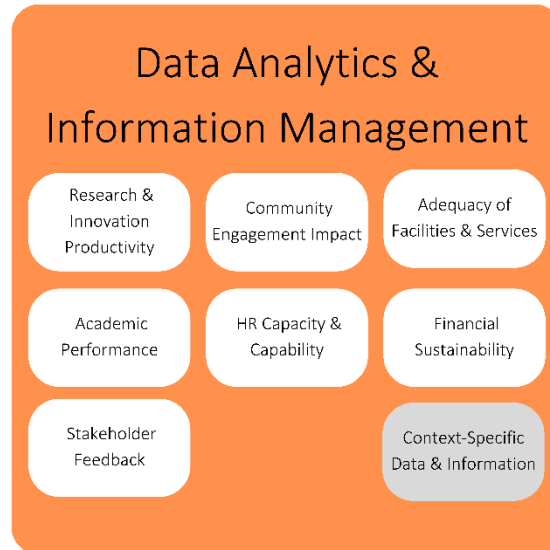 Data Analytics &
Information Management
Research &
Innovation
Productivity
Community
Engagement Impact
Adequacy of
Facilities & Services
Academic
Performance
HR Capacity &
Capability
Financial
Sustainability
Stakeholder
Feedback
Context-Specific
Data & Information